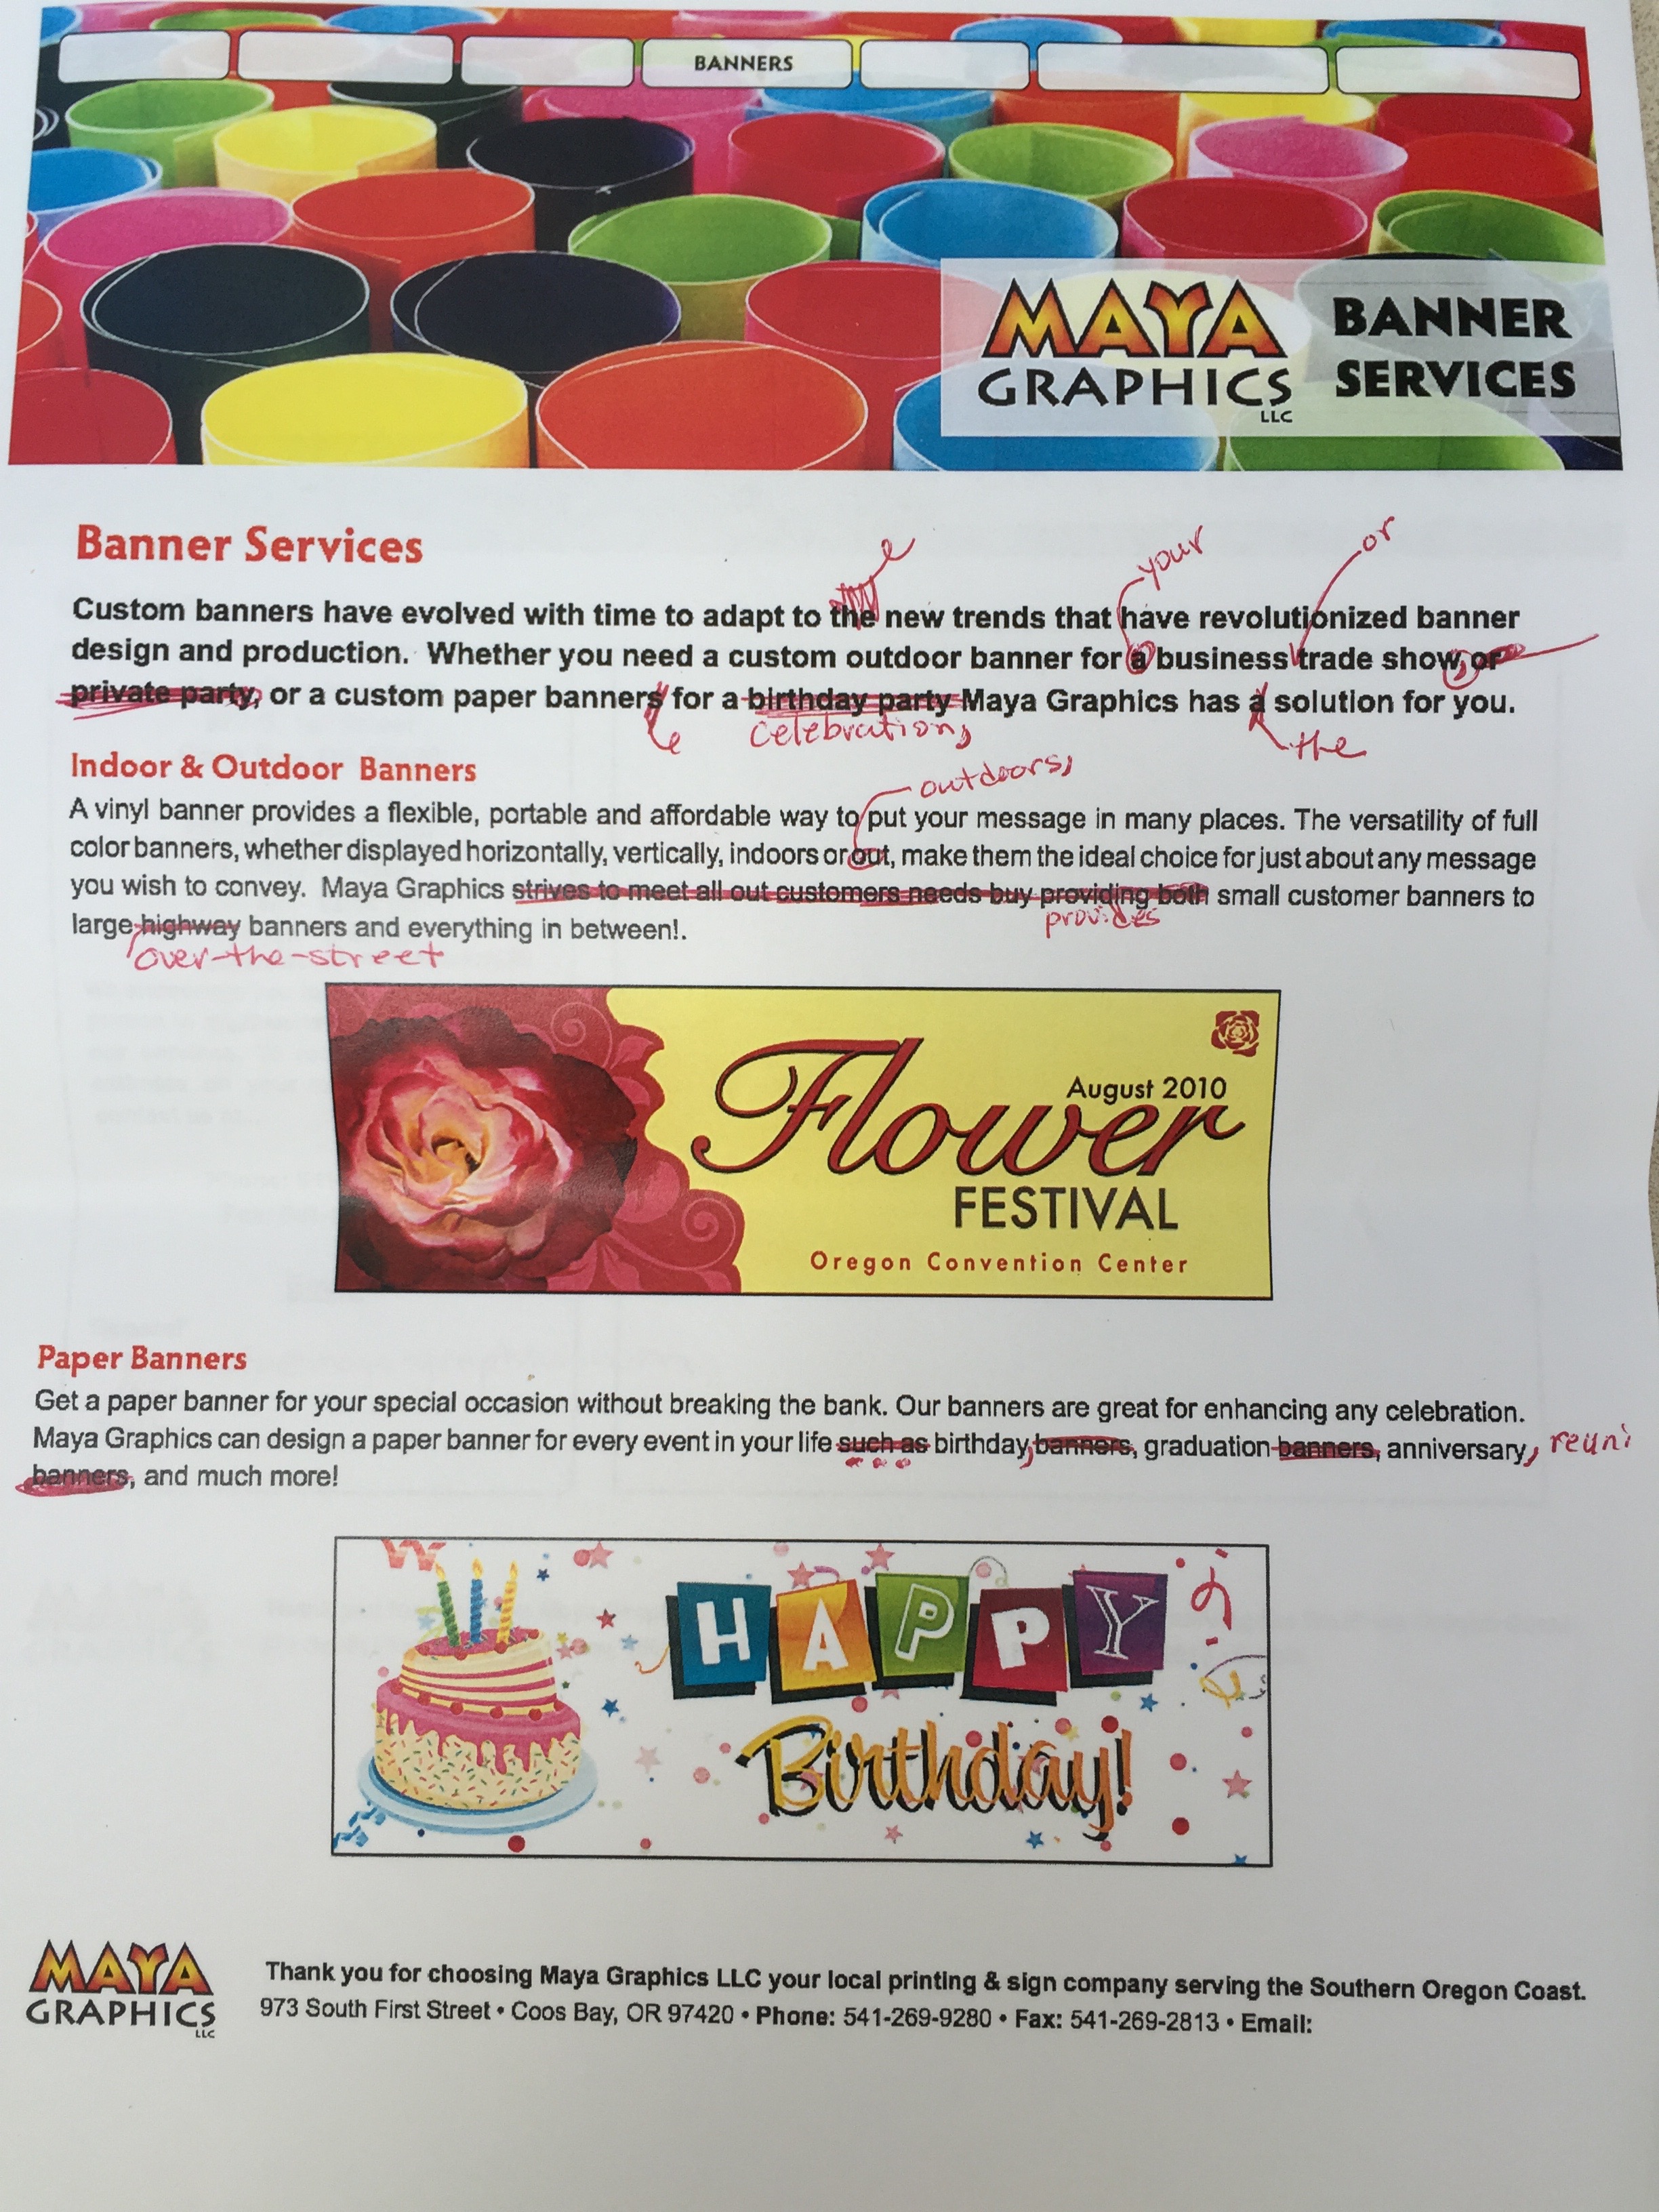 BANNERS
MAYA
GRAPHICS
LLC
BANNER
SERVICES
Banner Services
your
or
Custom banners have evolved with time to adapt to the new trends that have revolutionized banner
design and production. Whether you need a custom outdoor banner for a business trade show, or
private party, or a custom paper banners for a birthday party Maya Graphics has a solution for you.
celebration,
the
Indoor & Outdoor Banners
outdoors,
A vinyl banner provides a flexible, portable and affordable way to put your message in many places. The versatility of full
color banners, whether displayed horizontally, vertically, indoors or out, make them the ideal choice for just about any message
you wish to convey. Maya Graphics strives to meet all out customers needs buy providing both small customer banners to
provides
large highway banners and everything in between!.
over-the-street
August 2010
Flower
FESTIVAL
Oregon Convention Center
Paper Banners
Get a paper banner for your special occasion without breaking the bank. Our banners are great for enhancing any celebration.
Maya Graphics can design a paper banner for every event in your life such as birthday, banners, graduation banners, anniversary, reuni
banners, and much more!
HAPPY
Birthday!
MAYA
GRAPHICS
LLC
Thank you for choosing Maya Graphics LLC your local printing & sign company serving the Southern Oregon Coast.
973 South First Street • Coos Bay, OR 97420 • Phone: 541-269-9280 • Fax: 541-269-2813 • Email: